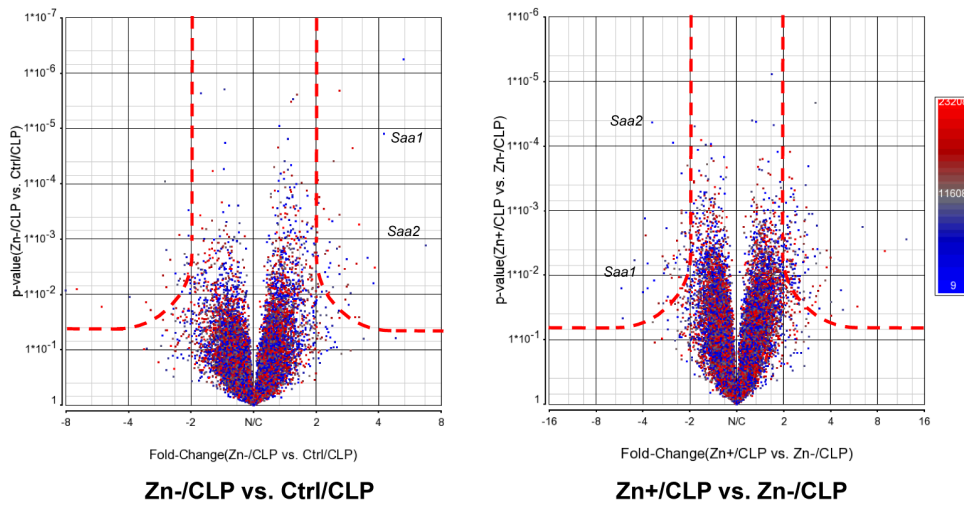 1*10^-7
1*10^-6
1*10^-5
1*10^-4
1*10^-3
1*10^-2
1*10^-1
1
p-value(Zn-/CLP vs. Ctrl/CLP)
Saa1
Saa2
-8
-4
-2
N/C
2
4
8
Fold-Change(Zn-/CLP vs. Ctrl/CLP)
Zn-/CLP vs. Ctrl/CLP
1*10^-6
1*10^-5
1*10^-4
1*10^-3
1*10^-2
1*10^-1
1
p-value(Zn+/CLP vs. Zn-/CLP)
Saa2
Saa1
-16
-8
-4
-2
N/C
2
4
8
16
Fold-Change(Zn+/CLP vs. Zn-/CLP)
Zn+/CLP vs. Zn-/CLP
11608
9